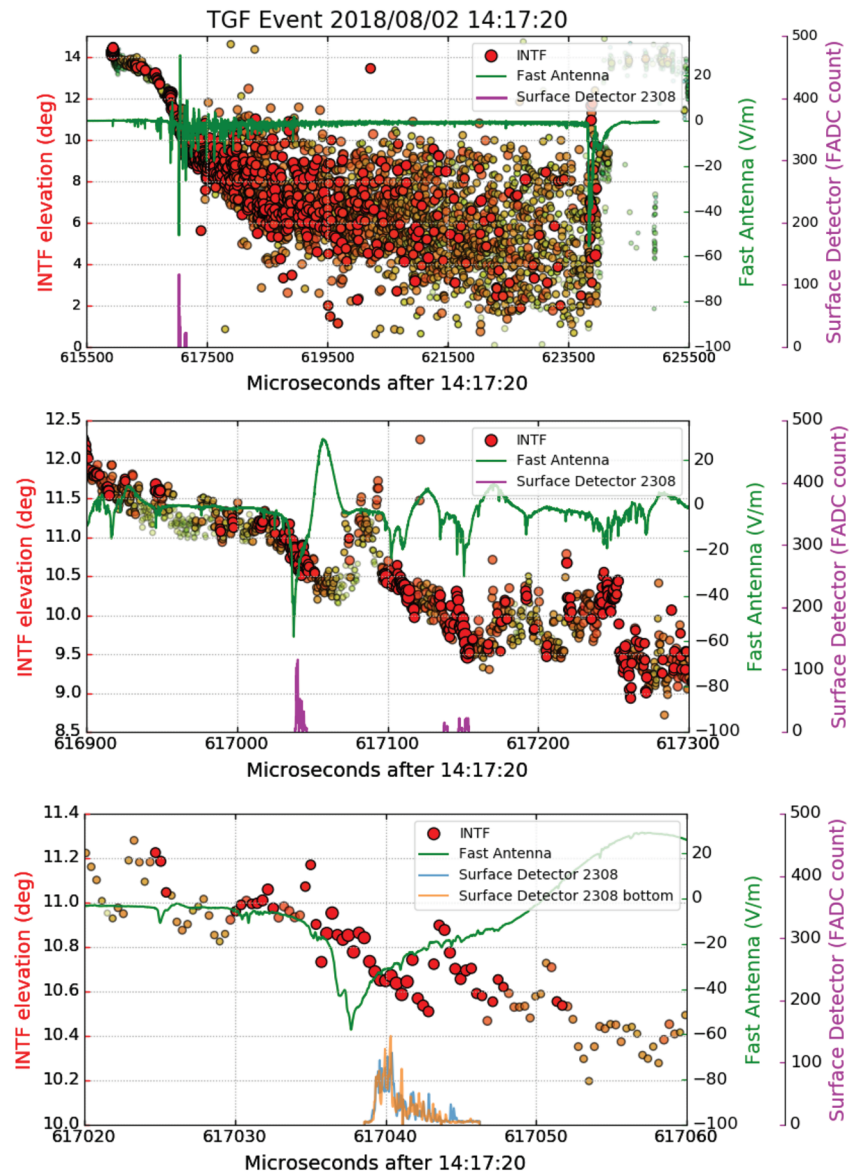 TGF Event 2018/08/02 14:17:20
INTF elevation (deg)
14
12
10
8
6
4
2
0
INTF
Fast Antenna
Surface Detector 2308
20
0
−20
−40
−60
−80
−100
Fast Antenna (V/m)
500
400
300
200
100
0
Surface Detector (FADC count)
615500 617500 619500 621500 623500 625500
Microseconds after 14:17:20
INTF elevation (deg)
12.5
12.0
11.5
11.0
10.5
10.0
9.5
9.0
8.5
INTF
Fast Antenna
Surface Detector 2308
20
0
−20
−40
−60
−80
−100
Fast Antenna (V/m)
500
400
300
200
100
0
Surface Detector (FADC count)
616900 617000 617100 617200 617300
Microseconds after 14:17:20
INTF elevation (deg)
11.4
11.2
11.0
10.8
10.6
10.4
10.2
10.0
INTF
Fast Antenna
Surface Detector 2308
Surface Detector 2308 bottom
20
0
−20
−40
−60
−80
−100
Fast Antenna (V/m)
500
400
300
200
100
0
Surface Detector (FADC count)
617020 617030 617040 617050 617060
Microseconds after 14:17:20